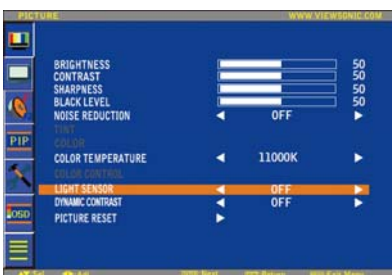 PICTURE WWW.VIEWSONIC.COM
BRIGHTNESS 50
CONTRAST 50
SHARPNESS 50
BLACK LEVEL 50
NOISE REDUCTION OFF
TINT
COLOR
PIP
COLOR TEMPERATURE 11000K
COLOR CONTROL
LIGHT SENSOR OFF
DYNAMIC CONTRAST OFF
OSD
PICTURE RESET